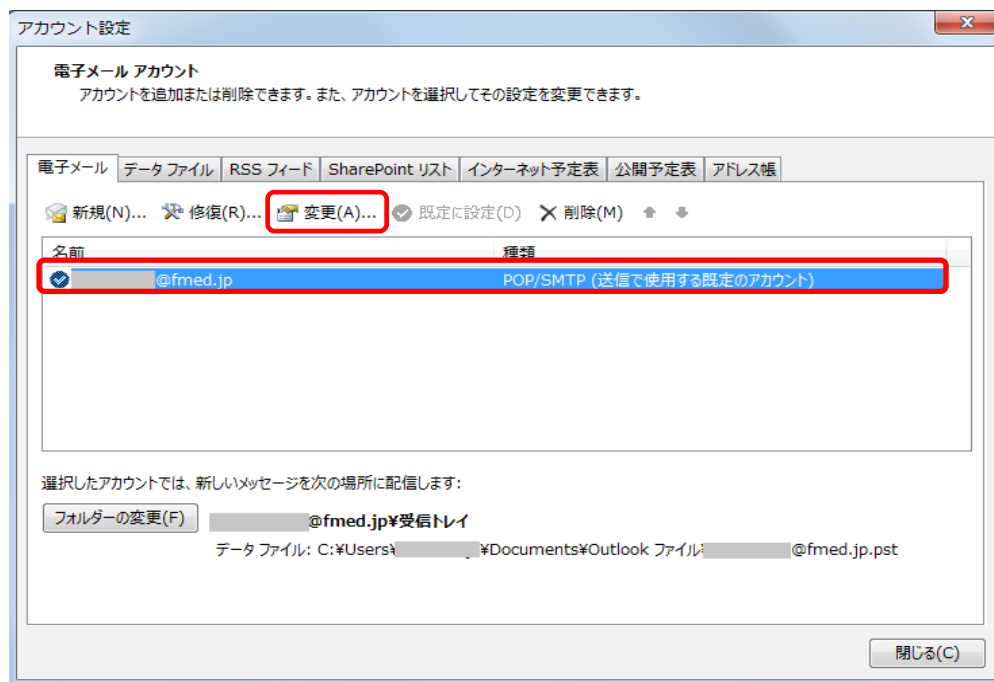 アカウント設定
電子メール アカウント
アカウントを追加または削除できます。また、アカウントを選択してその設定を変更できます。
電子メール データ ファイル RSS フィード SharePoint リスト インターネット予定表 公開予定表 アドレス帳
新規(N)... 修復(R)... 変更(A)... 既定に設定(D) 削除(M)
名前 種類
@fmed.jp POP/SMTP (送信で使用する既定のアカウント)
選択したアカウントでは、新しいメッセージを次の場所に配信します:
フォルダーの変更(F) @fmed.jp¥受信トレイ
データ ファイル: C:¥Users¥ ¥Documents¥Outlook ファイル¥ @fmed.jp.pst
閉じる(C)